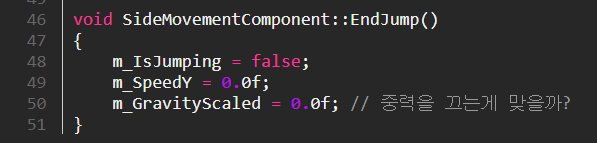 46 void SideMovementComponent::EndJump()
47 {
48 m_IsJumping = false;
49 m_SpeedY = 0.0f;
50 m_GravityScaled = 0.0f; // 중력을 끄는게 맞을까?
51 }